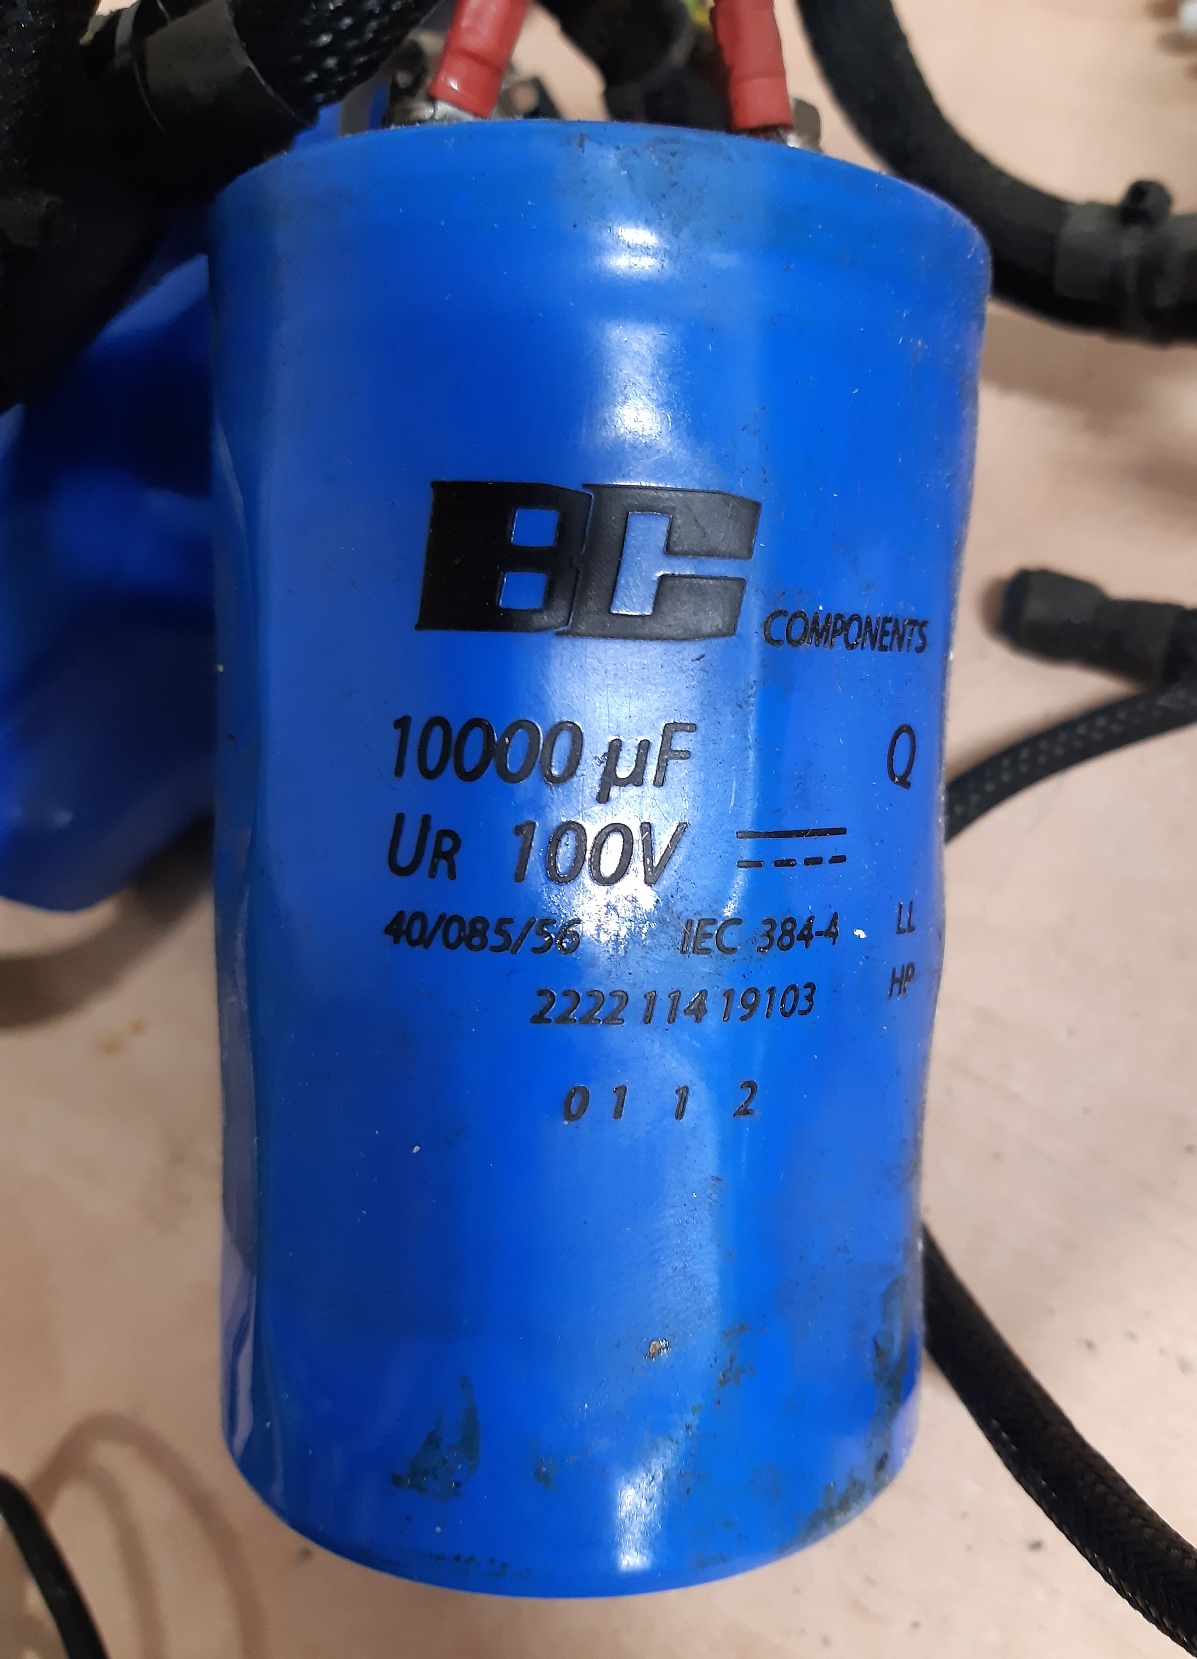 BC COMPONENTS
10000 µF Q
UR 100V
40/085/56 IEC 384-4 LL
2222 114 19103 HP
0 1 1 2